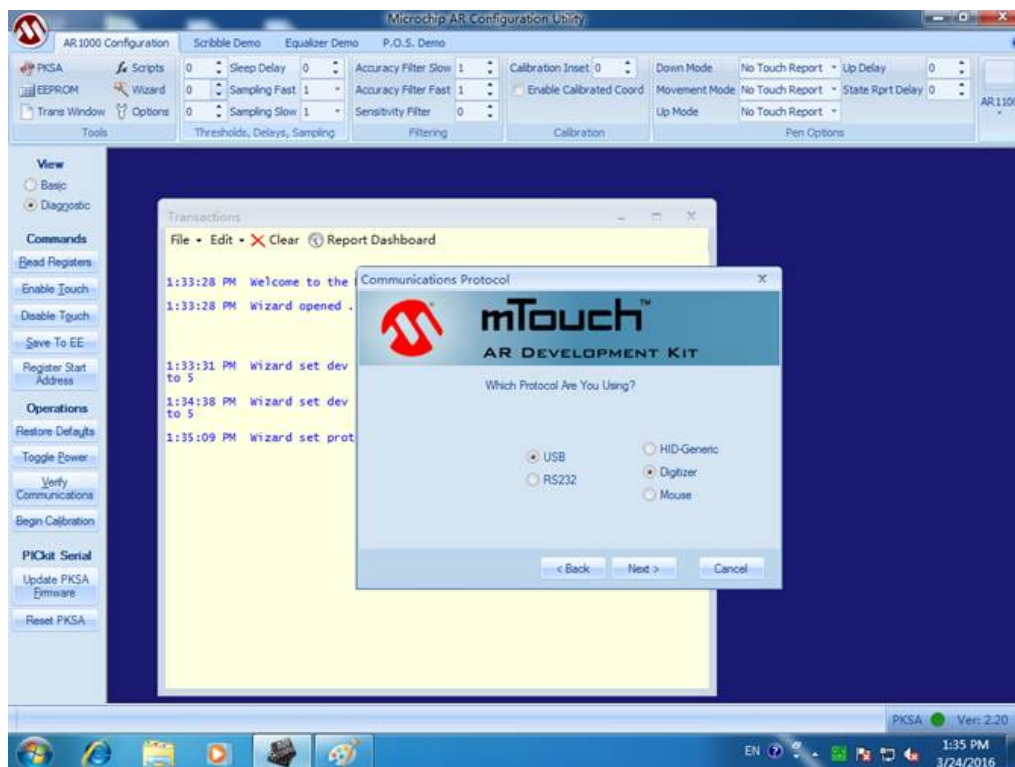 Microchip AR Configuration Utility
AR1000 Configuration Scribble Demo Equalizer Demo P.O.S. Demo
PKSA Scripts 0 Sleep Delay 0 Accuracy Filter Slow 1 Calibration Inset 0 Down Mode No Touch Report Up Delay 0
EEPROM Wizard 0 Sampling Fast 1 Accuracy Filter Fast 1 Enable Calibrated Coord Movement Mode No Touch Report State Rprt Delay 0
Trans Window Options 0 Sampling Slow 1 Sensitivity Filter 0 Up Mode No Touch Report
Tools Thresholds, Delays, Sampling Filtering Calibration Pen Options
View
Basic
Diagnostic
Commands
Read Registers
Enable Touch
Disable Touch
Save To EE
Register Start
Address
Operations
Restore Defaults
Toggle Power
Verify
Communications
Begin Calibration
PICkit Serial
Update PKSA
Firmware
Reset PKSA
Transactions
File Edit Clear Report Dashboard
1:33:28 PM Welcome to the
1:33:28 PM Wizard opened .
1:33:31 PM Wizard set dev
to 5
1:34:38 PM Wizard set dev
to 5
1:35:09 PM Wizard set prot
Communications Protocol
mTouch™
AR DEVELOPMENT KIT
Which Protocol Are You Using?
USB
RS232
HID-Generic
Digitizer
Mouse
< Back Next > Cancel
PKSA Ver: 2.20
EN 1:35 PM
3/24/2016